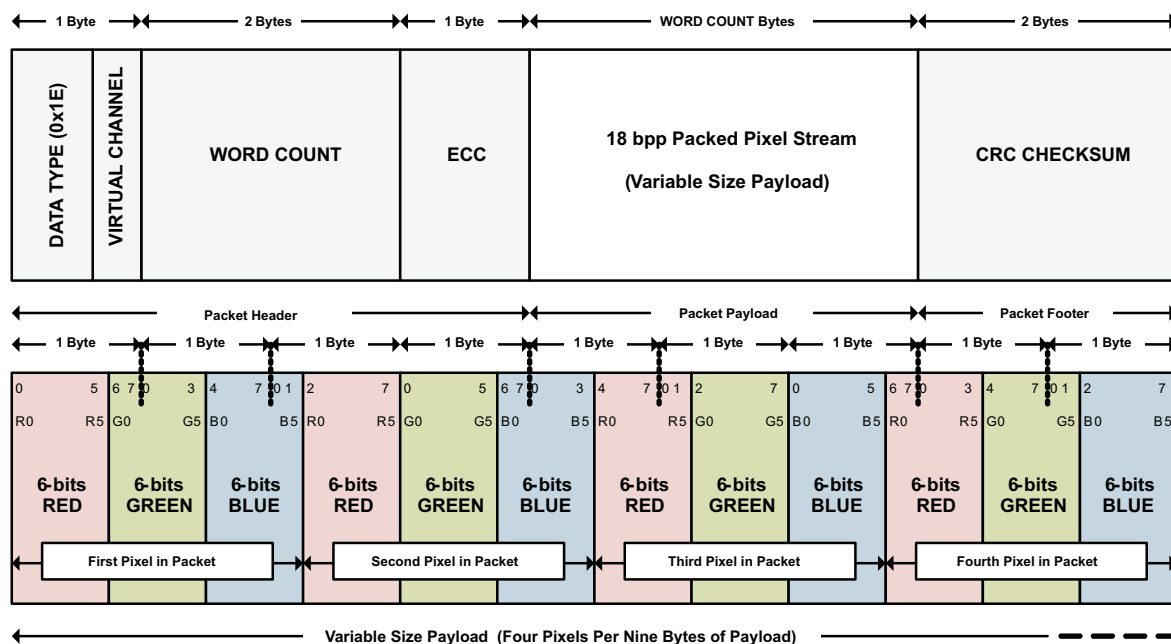 1 Byte 2 Bytes 1 Byte WORD COUNT Bytes 2 Bytes
DATA TYPE (0x1E)
VIRTUAL CHANNEL
WORD COUNT
ECC
18 bpp Packed Pixel Stream
(Variable Size Payload)
CRC CHECKSUM
Packet Header Packet Payload Packet Footer
1 Byte 1 Byte 1 Byte 1 Byte 1 Byte 1 Byte 1 Byte 1 Byte 1 Byte
0 5 6 7 0 3 4 7 0 1 2 7 0 5 6 7 0 3 4 7 0 1 2 7 0 5 6 7 0 3 4 7 0 1 2 7
R0 R5 G0 G5 B0 B5 R0 R5 G0 G5 B0 B5 R0 R5 G0 G5 B0 B5 R0 R5 G0 G5 B0 B5
6-bits 6-bits 6-bits 6-bits 6-bits 6-bits 6-bits 6-bits 6-bits 6-bits 6-bits 6-bits
RED GREEN BLUE RED GREEN BLUE RED GREEN BLUE RED GREEN BLUE
First Pixel in Packet Second Pixel in Packet Third Pixel in Packet Fourth Pixel in Packet
Variable Size Payload (Four Pixels Per Nine Bytes of Payload)